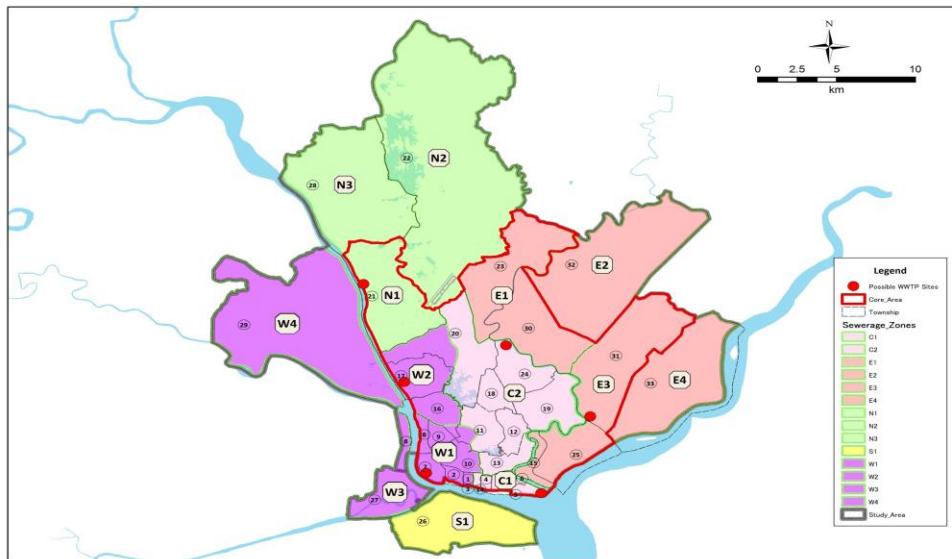 N
0 2.5 5 10
km
22
N2
N3
28
23
32
E2
21
N1
E1
29
W4
20
30
31
17
W2
24
33
E4
18
C2
E3
19
16
11
12
8
6
9
W1
25
10
13
15
7
2
1
4
C1
3
14
5
27
W3
26
S1
Legend
Possible WWTP Sites
Core_Area
Township
Sewerage_Zones
C1
C2
E1
E2
E3
E4
N1
N2
N3
S1
W1
W2
W3
W4
Study_Area